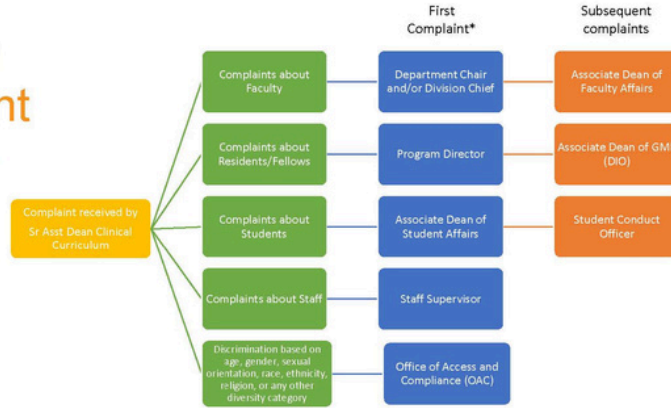 First
Complaint*
Subsequent
complaints
nt
Complaints about
Faculty
Department Chair
and/or Division Chief
Associate Dean of
Faculty Affairs
Complaints about
Residents/Fellows
Program Director
Associate Dean of GM
(DIO)
Complaint received by
Sr Asst Dean Clinical
Curriculum
Complaints about
Students
Associate Dean of
Student Affairs
Student Conduct
Officer
Complaints about Staff
Staff Supervisor
Discrimination based on
age, gender, sexual
orientation, race, ethnicity,
religion, or any other
diversity category
Office of Access and
Compliance (OAC)